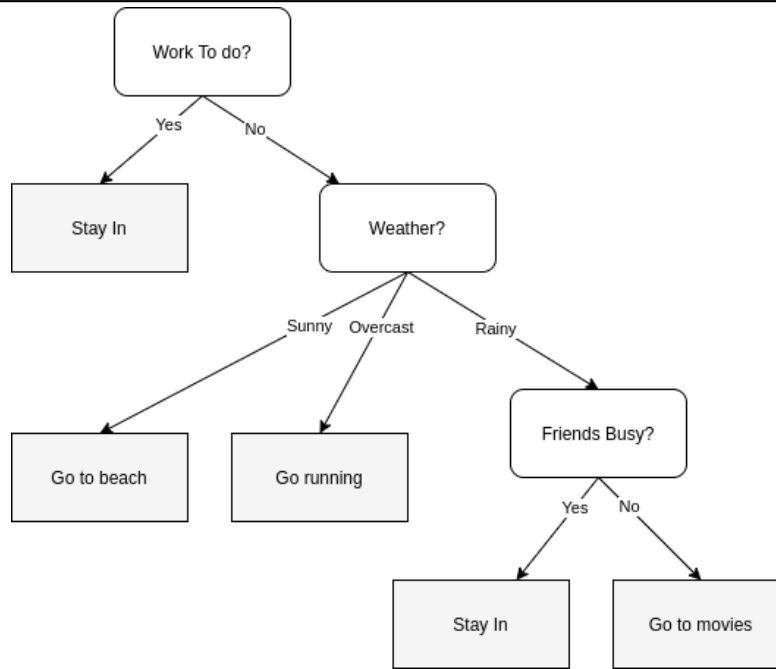 Work To do?
Yes
No
Stay In
Weather?
Sunny
Overcast
Rainy
Friends Busy?
Go to beach
Go running
Yes
No
Stay In
Go to movies